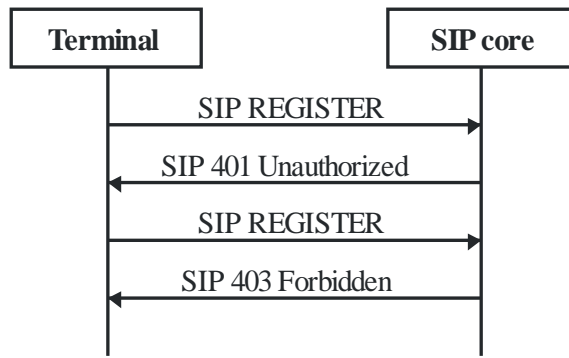 Terminal
SIP core
SIP REGISTER
SIP 401 Unauthorized
SIP REGISTER
SIP 403 Forbidden